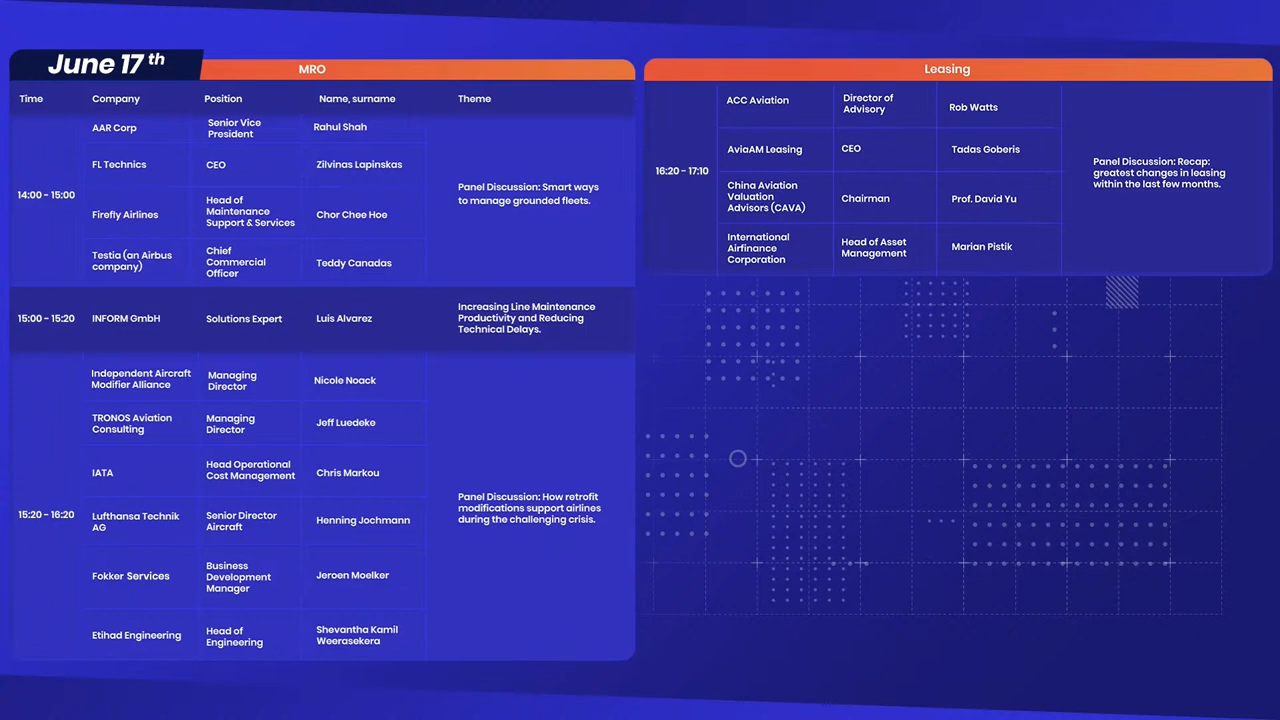 June 17th
MRO
Time
Company
Position
Name, surname
Theme
14:00 - 15:00
AAR Corp
Senior Vice
President
Rahul Shah
FL Technics
CEO
Zilvinas Lapinskas
Firefly Airlines
Head of
Maintenance
Support & Services
Chor Chee Hoe
Testia (an Airbus
company)
Chief
Commercial
Officer
Teddy Canadas
Panel Discussion: Smart ways
to manage grounded fleets.
15:00 - 15:20
INFORM GmbH
Solutions Expert
Luis Alvarez
Increasing Line Maintenance
Productivity and Reducing
Technical Delays.
15:20 - 16:20
Independent Aircraft
Modifier Alliance
Managing
Director
Nicole Noack
TRONOS Aviation
Consulting
Managing
Director
Jeff Luedeke
IATA
Head Operational
Cost Management
Chris Markou
Lufthansa Technik
AG
Senior Director
Aircraft
Henning Jochmann
Fokker Services
Business
Development
Manager
Jeroen Moelker
Etihad Engineering
Head of
Engineering
Shevantha Kamil
Weerasekera
Panel Discussion: How retrofit
modifications support airlines
during the challenging crisis.
Leasing
16:20 - 17:10
ACC Aviation
Director of
Advisory
Rob Watts
AviaAM Leasing
CEO
Tadas Goberis
China Aviation
Valuation
Advisors (CAVA)
Chairman
Prof. David Yu
International
Airfinance
Corporation
Head of Asset
Management
Marian Pistik
Panel Discussion: Recap:
greatest changes in leasing
within the last few months.